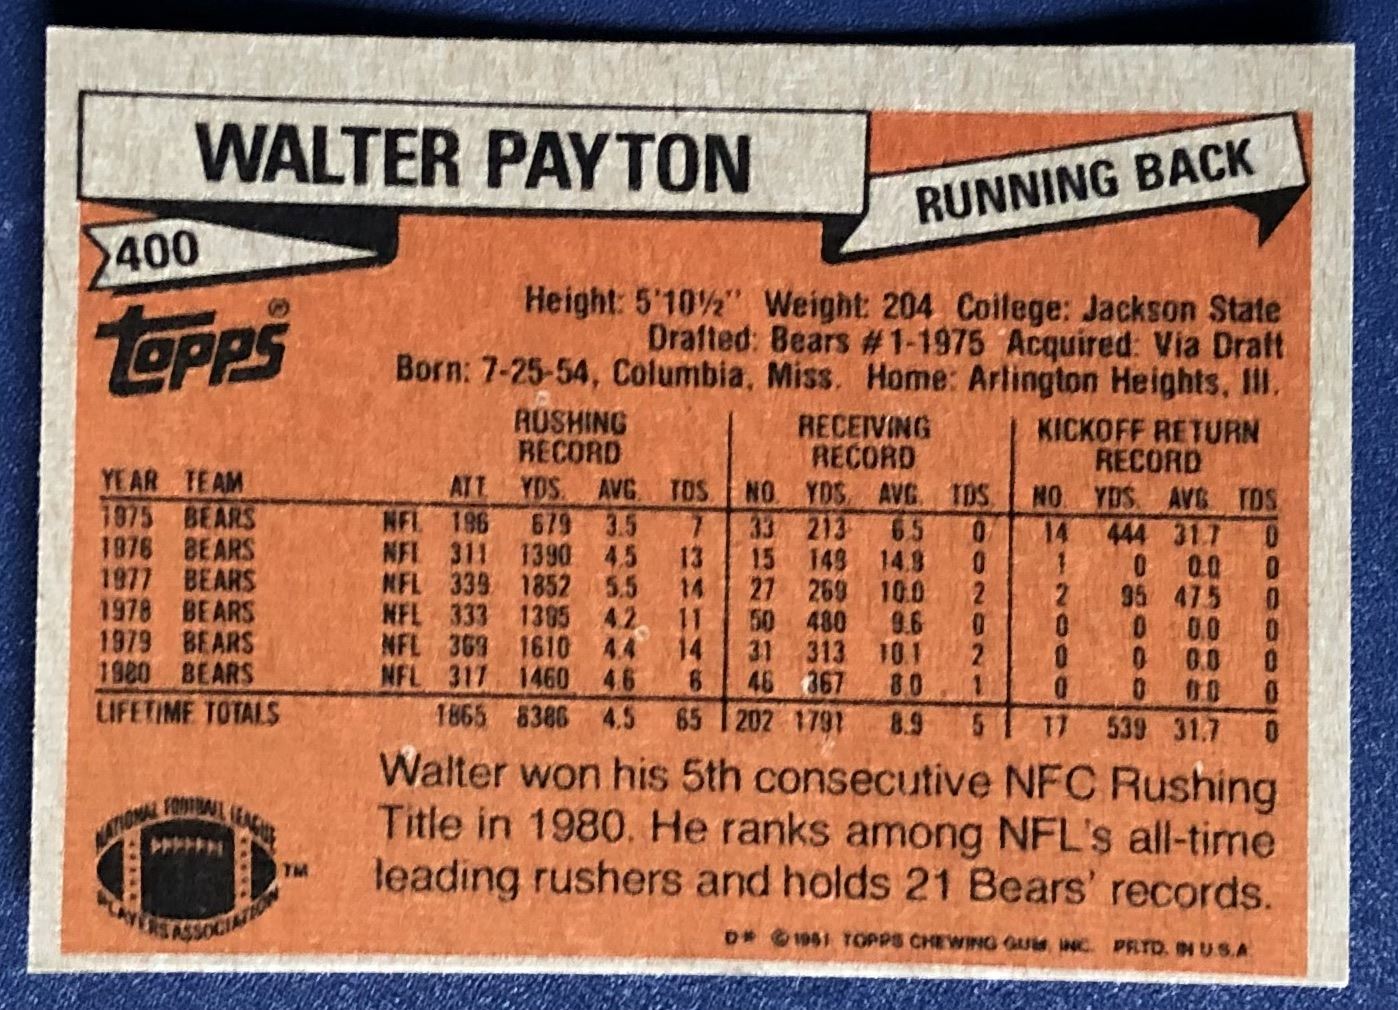 WALTER PAYTON
RUNNING BACK
400
Topps®
Height: 5'10½" Weight: 204 College: Jackson State
Drafted: Bears #1-1975 Acquired: Via Draft
Born: 7-25-54, Columbia, Miss. Home: Arlington Heights, Ill.
RUSHING RECORD RECEIVING RECORD KICKOFF RETURN RECORD
YEAR TEAM ATT. YDS. AVG. TDS. NO. YDS. AVG. TDS. NO. YDS. AVG. TDS
1975 BEARS NFL 196 679 3.5 7 33 213 6.5 0 14 444 31.7 0
1976 BEARS NFL 311 1390 4.5 13 15 149 14.9 0 1 0 0.0 0
1977 BEARS NFL 339 1852 5.5 14 27 269 10.0 2 2 95 47.5 0
1978 BEARS NFL 333 1395 4.2 11 50 480 9.6 0 0 0 0.0 0
1979 BEARS NFL 369 1610 4.4 14 31 313 10.1 2 0 0 0.0 0
1980 BEARS NFL 317 1460 4.6 6 46 367 8.0 1 0 0 0.0 0
LIFETIME TOTALS 1865 8386 4.5 65 202 1791 8.9 5 17 539 31.7 0
Walter won his 5th consecutive NFC Rushing
Title in 1980. He ranks among NFL's all-time
leading rushers and holds 21 Bears' records.
NATIONAL FOOTBALL LEAGUE
PLAYERS ASSOCIATION
TM
D* © 1981 TOPPS CHEWING GUM, INC. PRTD. IN U.S.A.